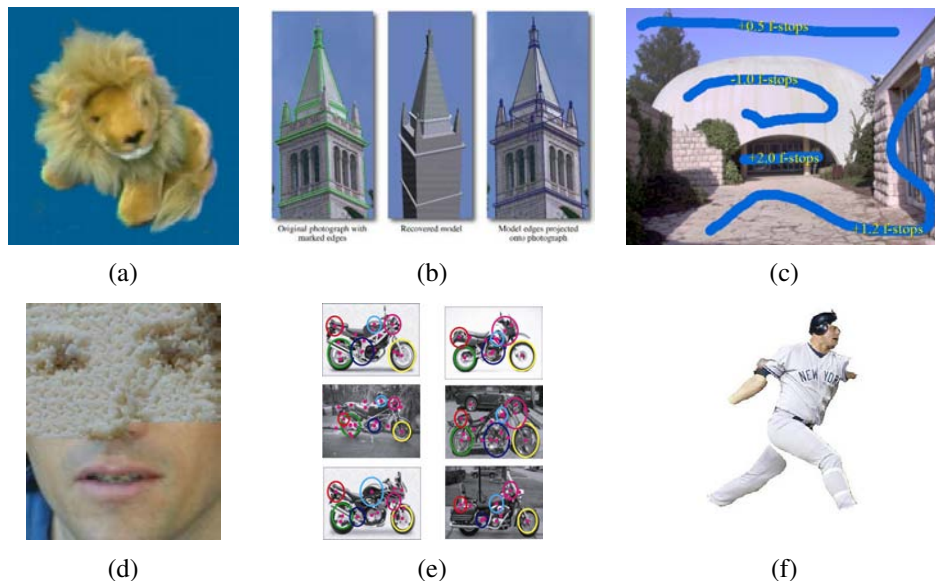 +0.5 f-stops
-1.0 f-stops
+2.0 f-stops
+1.2 f-stops
Original photograph with
marked edges
Recovered model
Model edges projected
onto photograph
(a)
(b)
(c)
NEW YORK
(d)
(e)
(f)